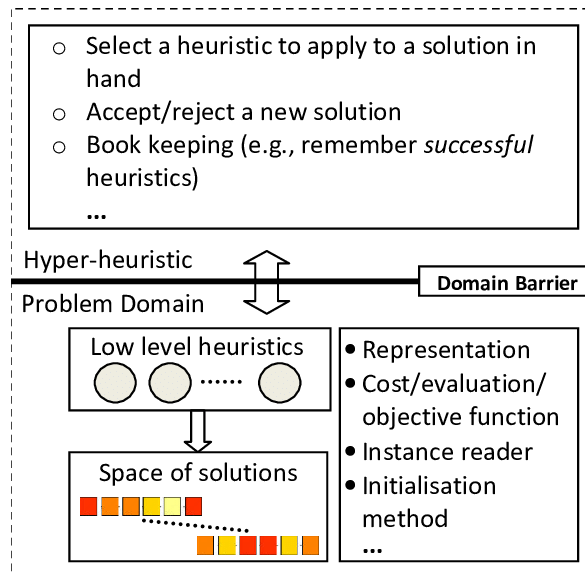 ○ Select a heuristic to apply to a solution in
hand
○ Accept/reject a new solution
○ Book keeping (e.g., remember successful
heuristics)
...
Hyper-heuristic
Domain Barrier
Problem Domain
Low level heuristics
......
Space of solutions
• Representation
• Cost/evaluation/
objective function
• Instance reader
• Initialisation
method
...